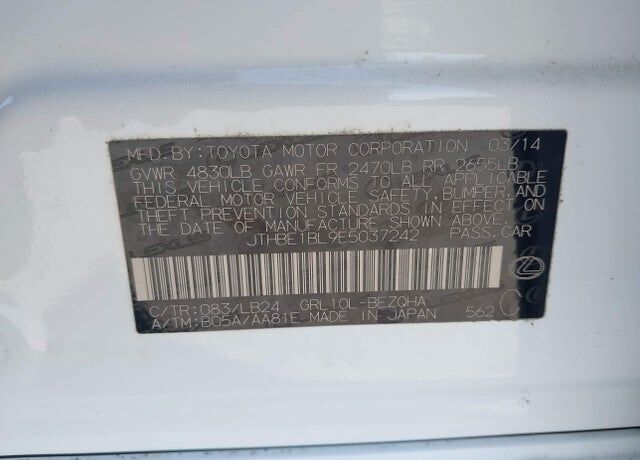 MFD.BY:TOYOTA MOTOR CORPORATION 03/14
GVWR 4830LB GAWR FR 2470LB RR 2655LB
THIS VEHICLE CONFORMS TO ALL APPLICABLE
FEDERAL MOTOR VEHICLE SAFETY,BUMPER,AND
THEFT PREVENTION STANDARDS IN EFFECT ON
THE DATE OF MANUFACTURE SHOWN ABOVE.
JTHBE1BL9E5037242 PASS.CAR
C/TR:083/LB24 GRL10L-BEZQHA
A/TM:B05A/AA81E MADE IN JAPAN 562 C